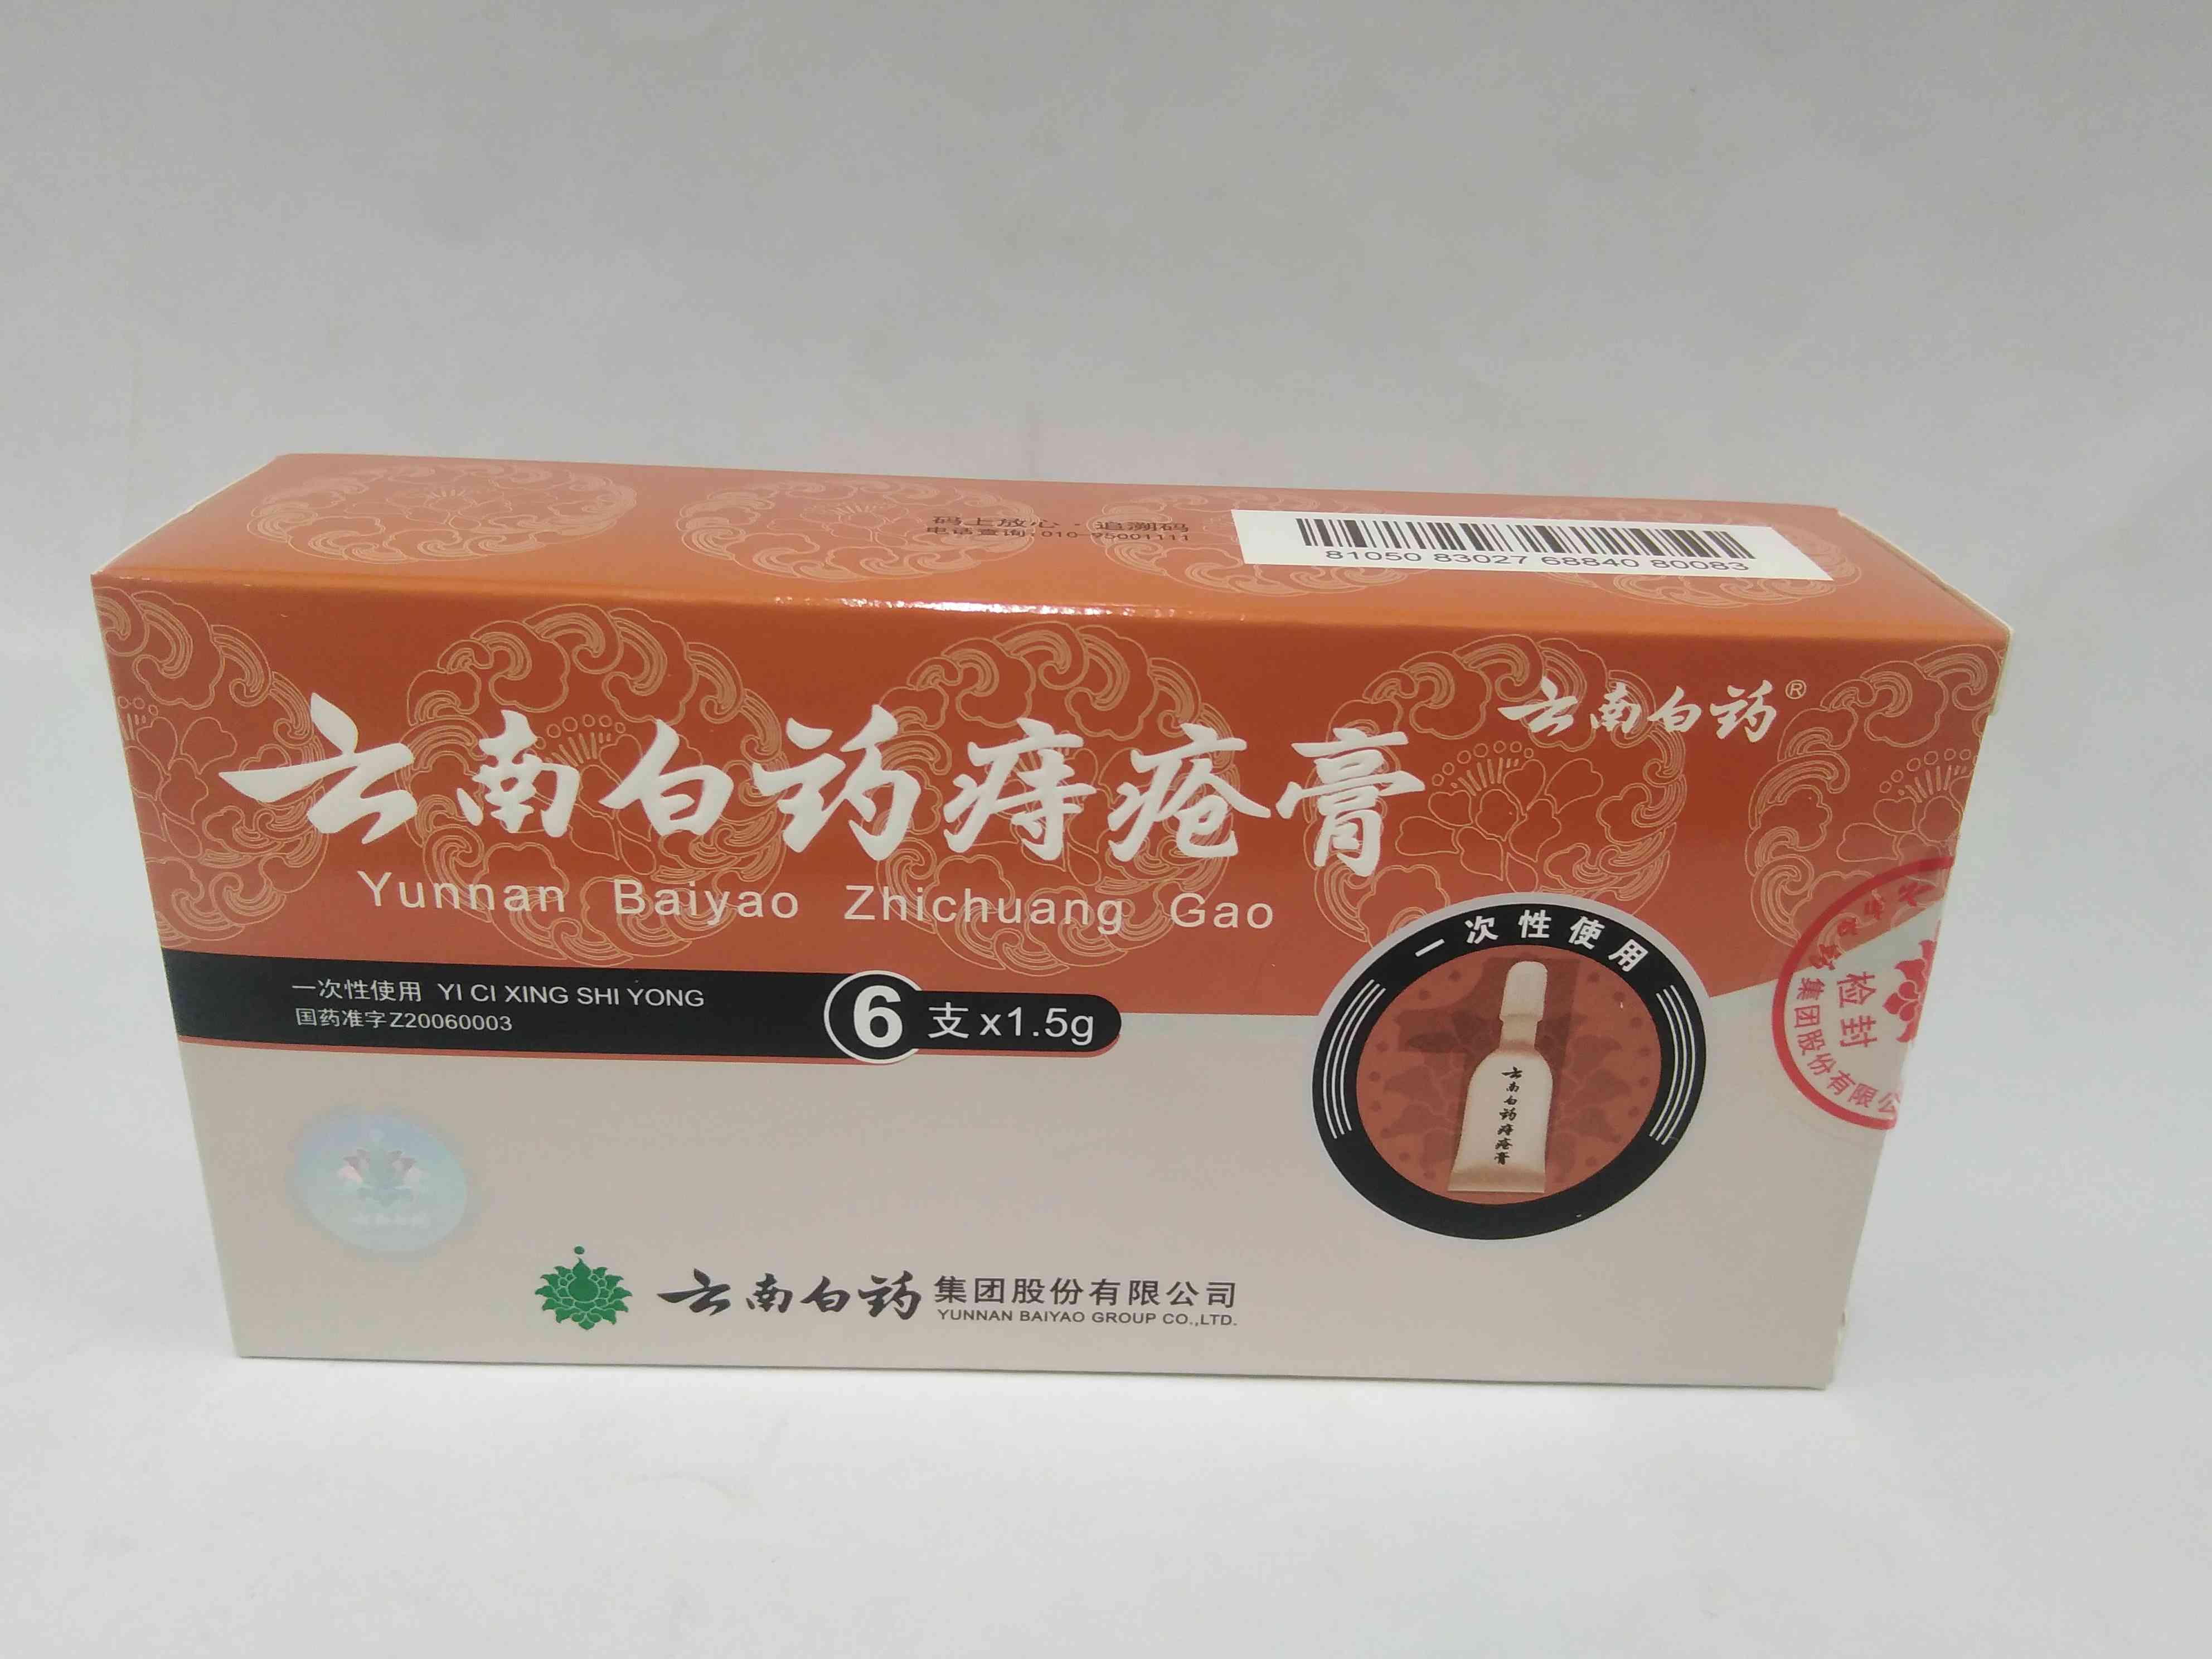 码上放心·追溯码
电话查询:010-95001111
81050 83027 68840 80083
云南白药®
云南白药痔疮膏
Yunnan Baiyao Zhichuang Gao
一次性使用 YI CI XING SHI YONG
国药准字Z20060003
6支x1.5g
一次性使用
云南白药痔疮膏
检封
集团股份有限公
云南白药集团股份有限公司
YUNNAN BAIYAO GROUP CO.,LTD.